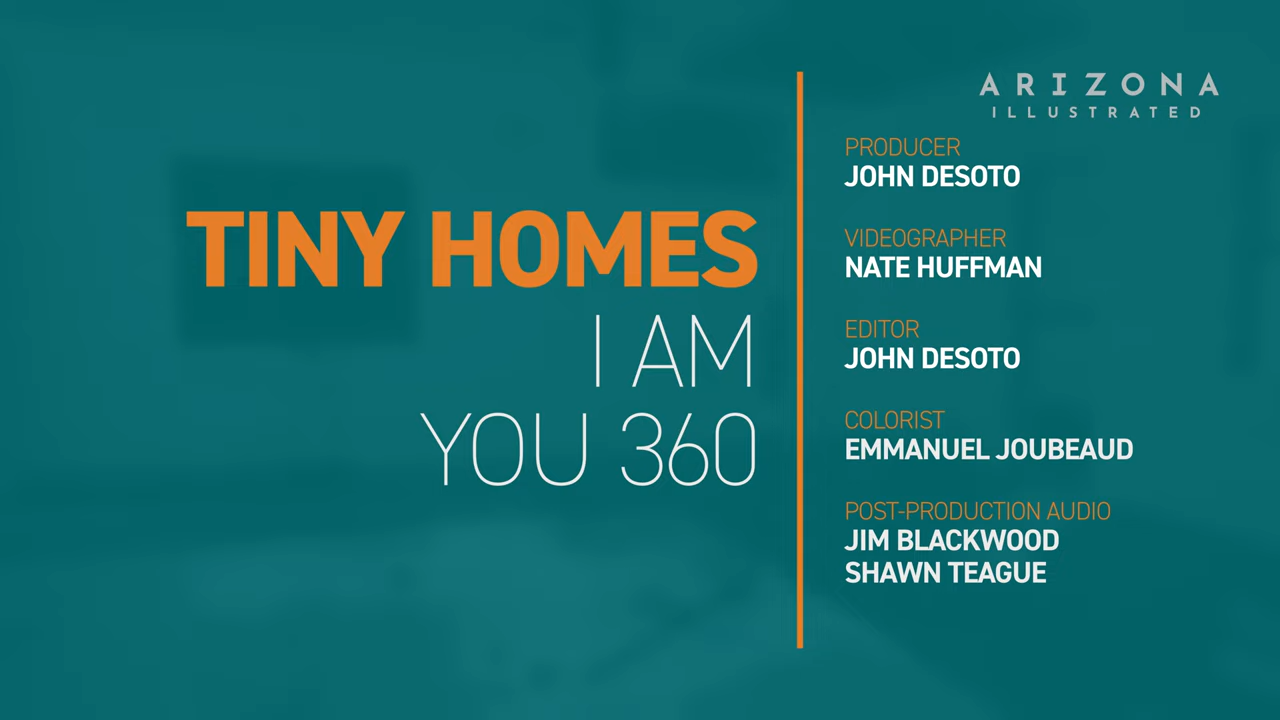 TINY HOMES
I AM
YOU 360
ARIZONA
ILLUSTRATED
PRODUCER
JOHN DESOTO
VIDEOGRAPHER
NATE HUFFMAN
EDITOR
JOHN DESOTO
COLORIST
EMMANUEL JOUBEAUD
POST-PRODUCTION AUDIO
JIM BLACKWOOD
SHAWN TEAGUE